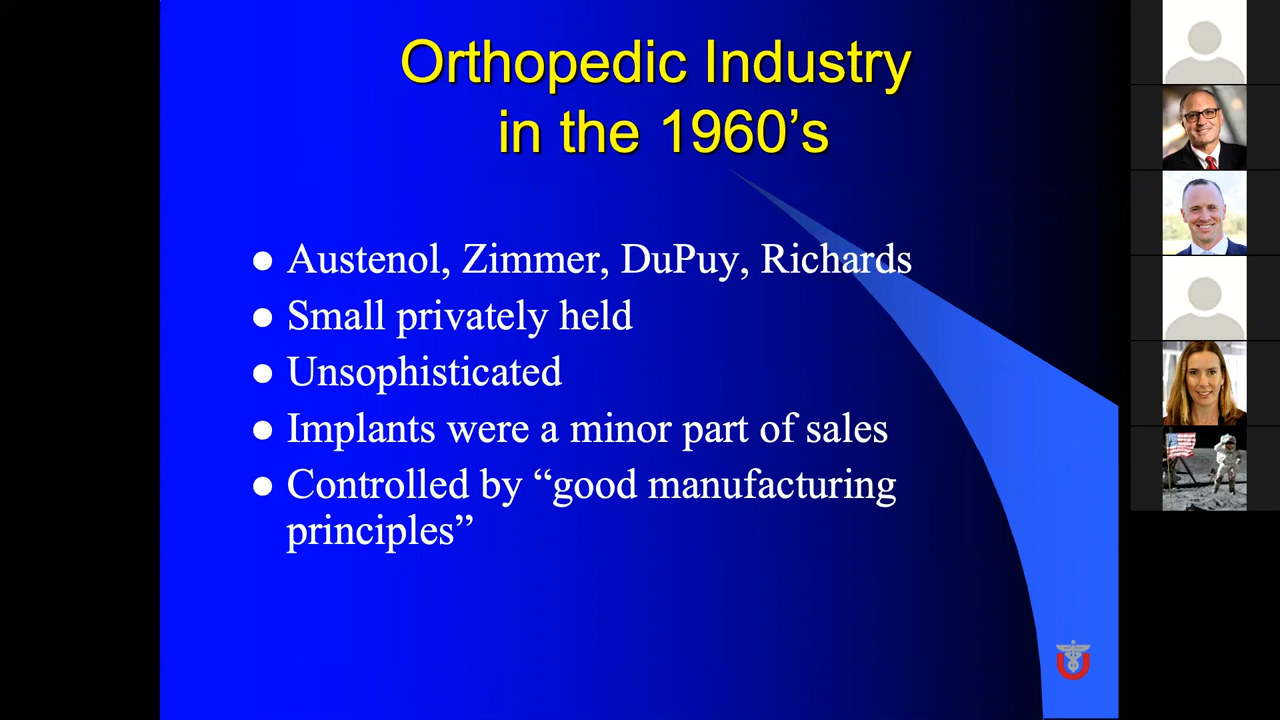 Orthopedic Industry
in the 1960’s
● Austenol, Zimmer, DuPuy, Richards
● Small privately held
● Unsophisticated
● Implants were a minor part of sales
● Controlled by “good manufacturing
principles”